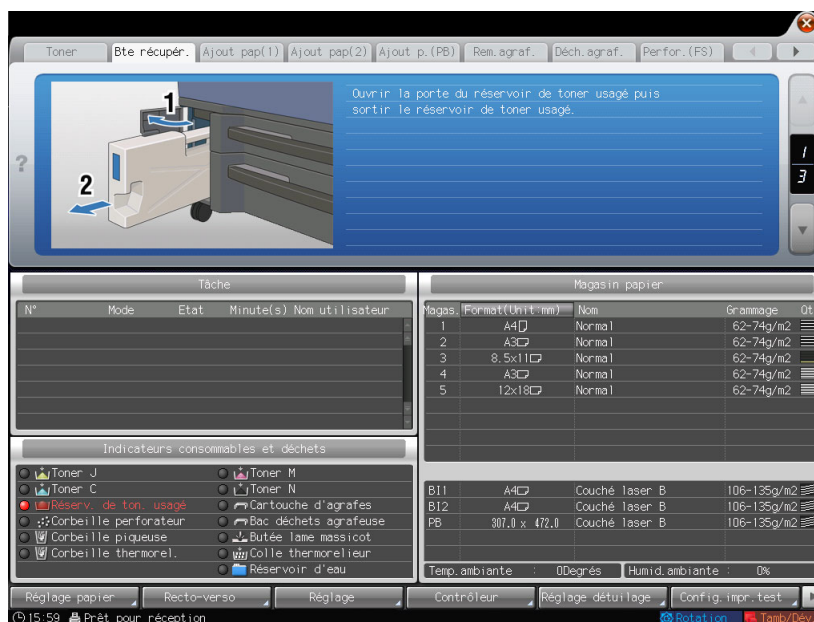 Toner Bte récupér. Ajout pap(1) Ajout pap(2) Ajout p.(PB) Rem.agraf. Déch.agraf. Perfor.(FS)
1
2
Ouvrir la porte du réservoir de toner usagé puis
sortir le réservoir de toner usagé.
?
1
3
Tâche
N° Mode Etat Minute(s) Nom utilisateur
Indicateurs consommables et déchets
Toner J Toner M
Toner C Toner N
Réserv. de ton. usagé Cartouche d'agrafes
Corbeille perforateur Bac déchets agrafeuse
Corbeille piqueuse Butée lame massicot
Corbeille thermorel. Colle thermorelieur
Réservoir d'eau
Magasin papier
Magas. Format(Unit:mm) Nom Grammage Qt
1 A4 Normal 62-74g/m2
2 A3 Normal 62-74g/m2
3 8.5x11 Normal 62-74g/m2
4 A3 Normal 62-74g/m2
5 12x18 Normal 62-74g/m2
BI1 A4 Couché laser B 106-135g/m2
BI2 A4 Couché laser B 106-135g/m2
PB 307.0 x 472.0 Couché laser B 106-135g/m2
Temp.ambiante : 0Degrés Humid.ambiante : 0%
Réglage papier Recto-verso Réglage Contrôleur Réglage détuilage Config.impr.test
15:59 Prêt pour réception Rotation Tamb/Dév